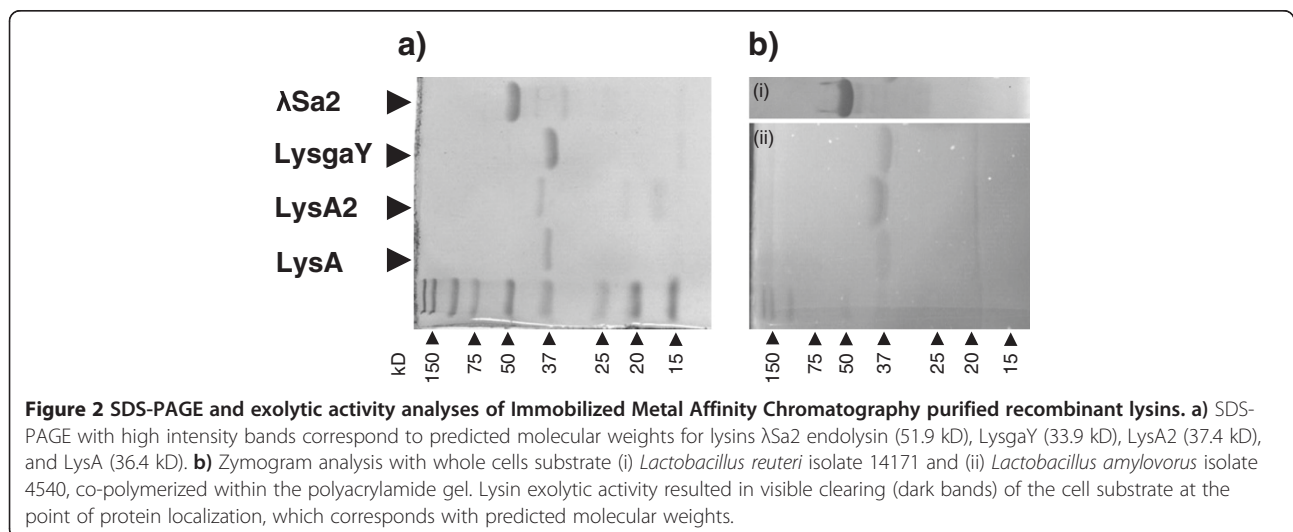 a)
b)
λSa2
LysgaY
LysA2
LysA
(i)
(ii)
kD 150 75 50 37 25 20 15
150 75 50 37 25 20 15
Figure 2 SDS-PAGE and exolytic activity analyses of Immobilized Metal Affinity Chromatography purified recombinant lysins. a) SDS-
PAGE with high intensity bands correspond to predicted molecular weights for lysins λSa2 endolysin (51.9 kD), LysgaY (33.9 kD), LysA2 (37.4 kD),
and LysA (36.4 kD). b) Zymogram analysis with whole cells substrate (i) Lactobacillus reuteri isolate 14171 and (ii) Lactobacillus amylovorus isolate
4540, co-polymerized within the polyacrylamide gel. Lysin exolytic activity resulted in visible clearing (dark bands) of the cell substrate at the
point of protein localization, which corresponds with predicted molecular weights.